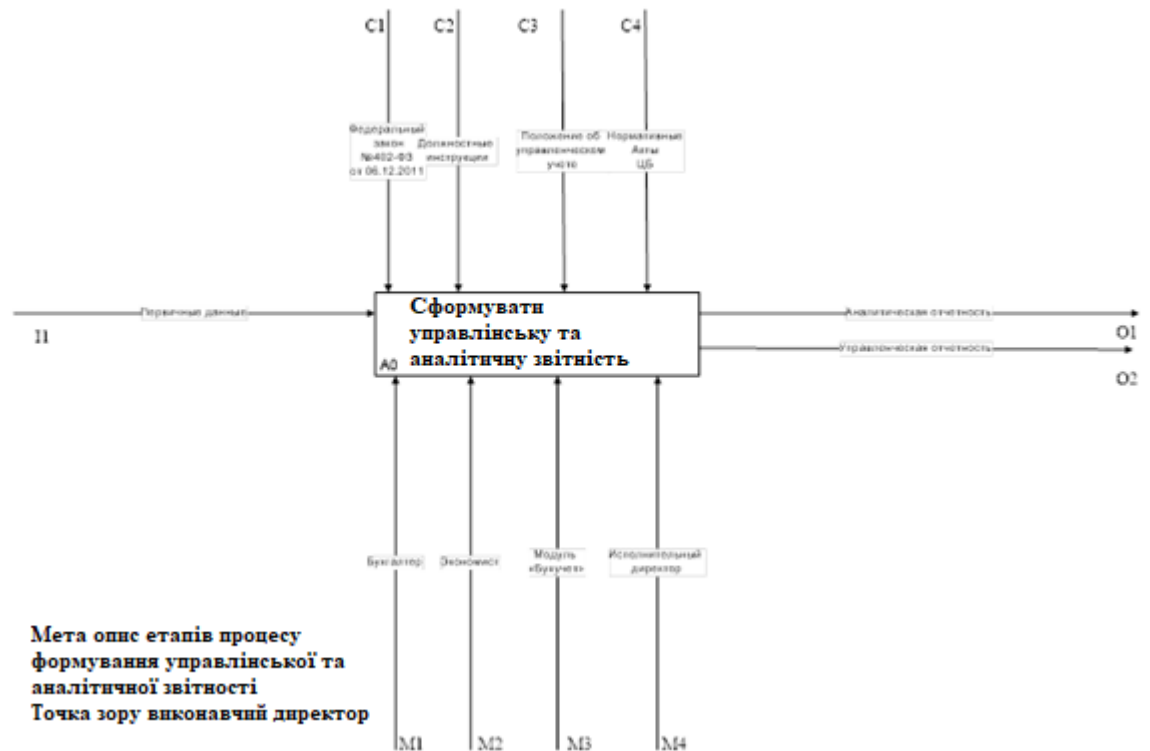 C1
C2
C3
C4
Федеральный
закон
№402-ФЗ
от 06.12.2011
Должностные
инструкции
Положение об
управленческом
учете
Нормативные
Акты
ЦБ
Первичные данные
I1
Сформувати
управлінську та
аналітичну звітність
A0
Аналитическая отчетность
O1
Управленческая отчетность
O2
Бухгалтер
Экономист
Модуль
«Бухучет»
Исполнительный
директор
Мета опис етапів процесу
формування управлінської та
аналітичної звітності
Точка зору виконавчий директор
M1
M2
M3
M4